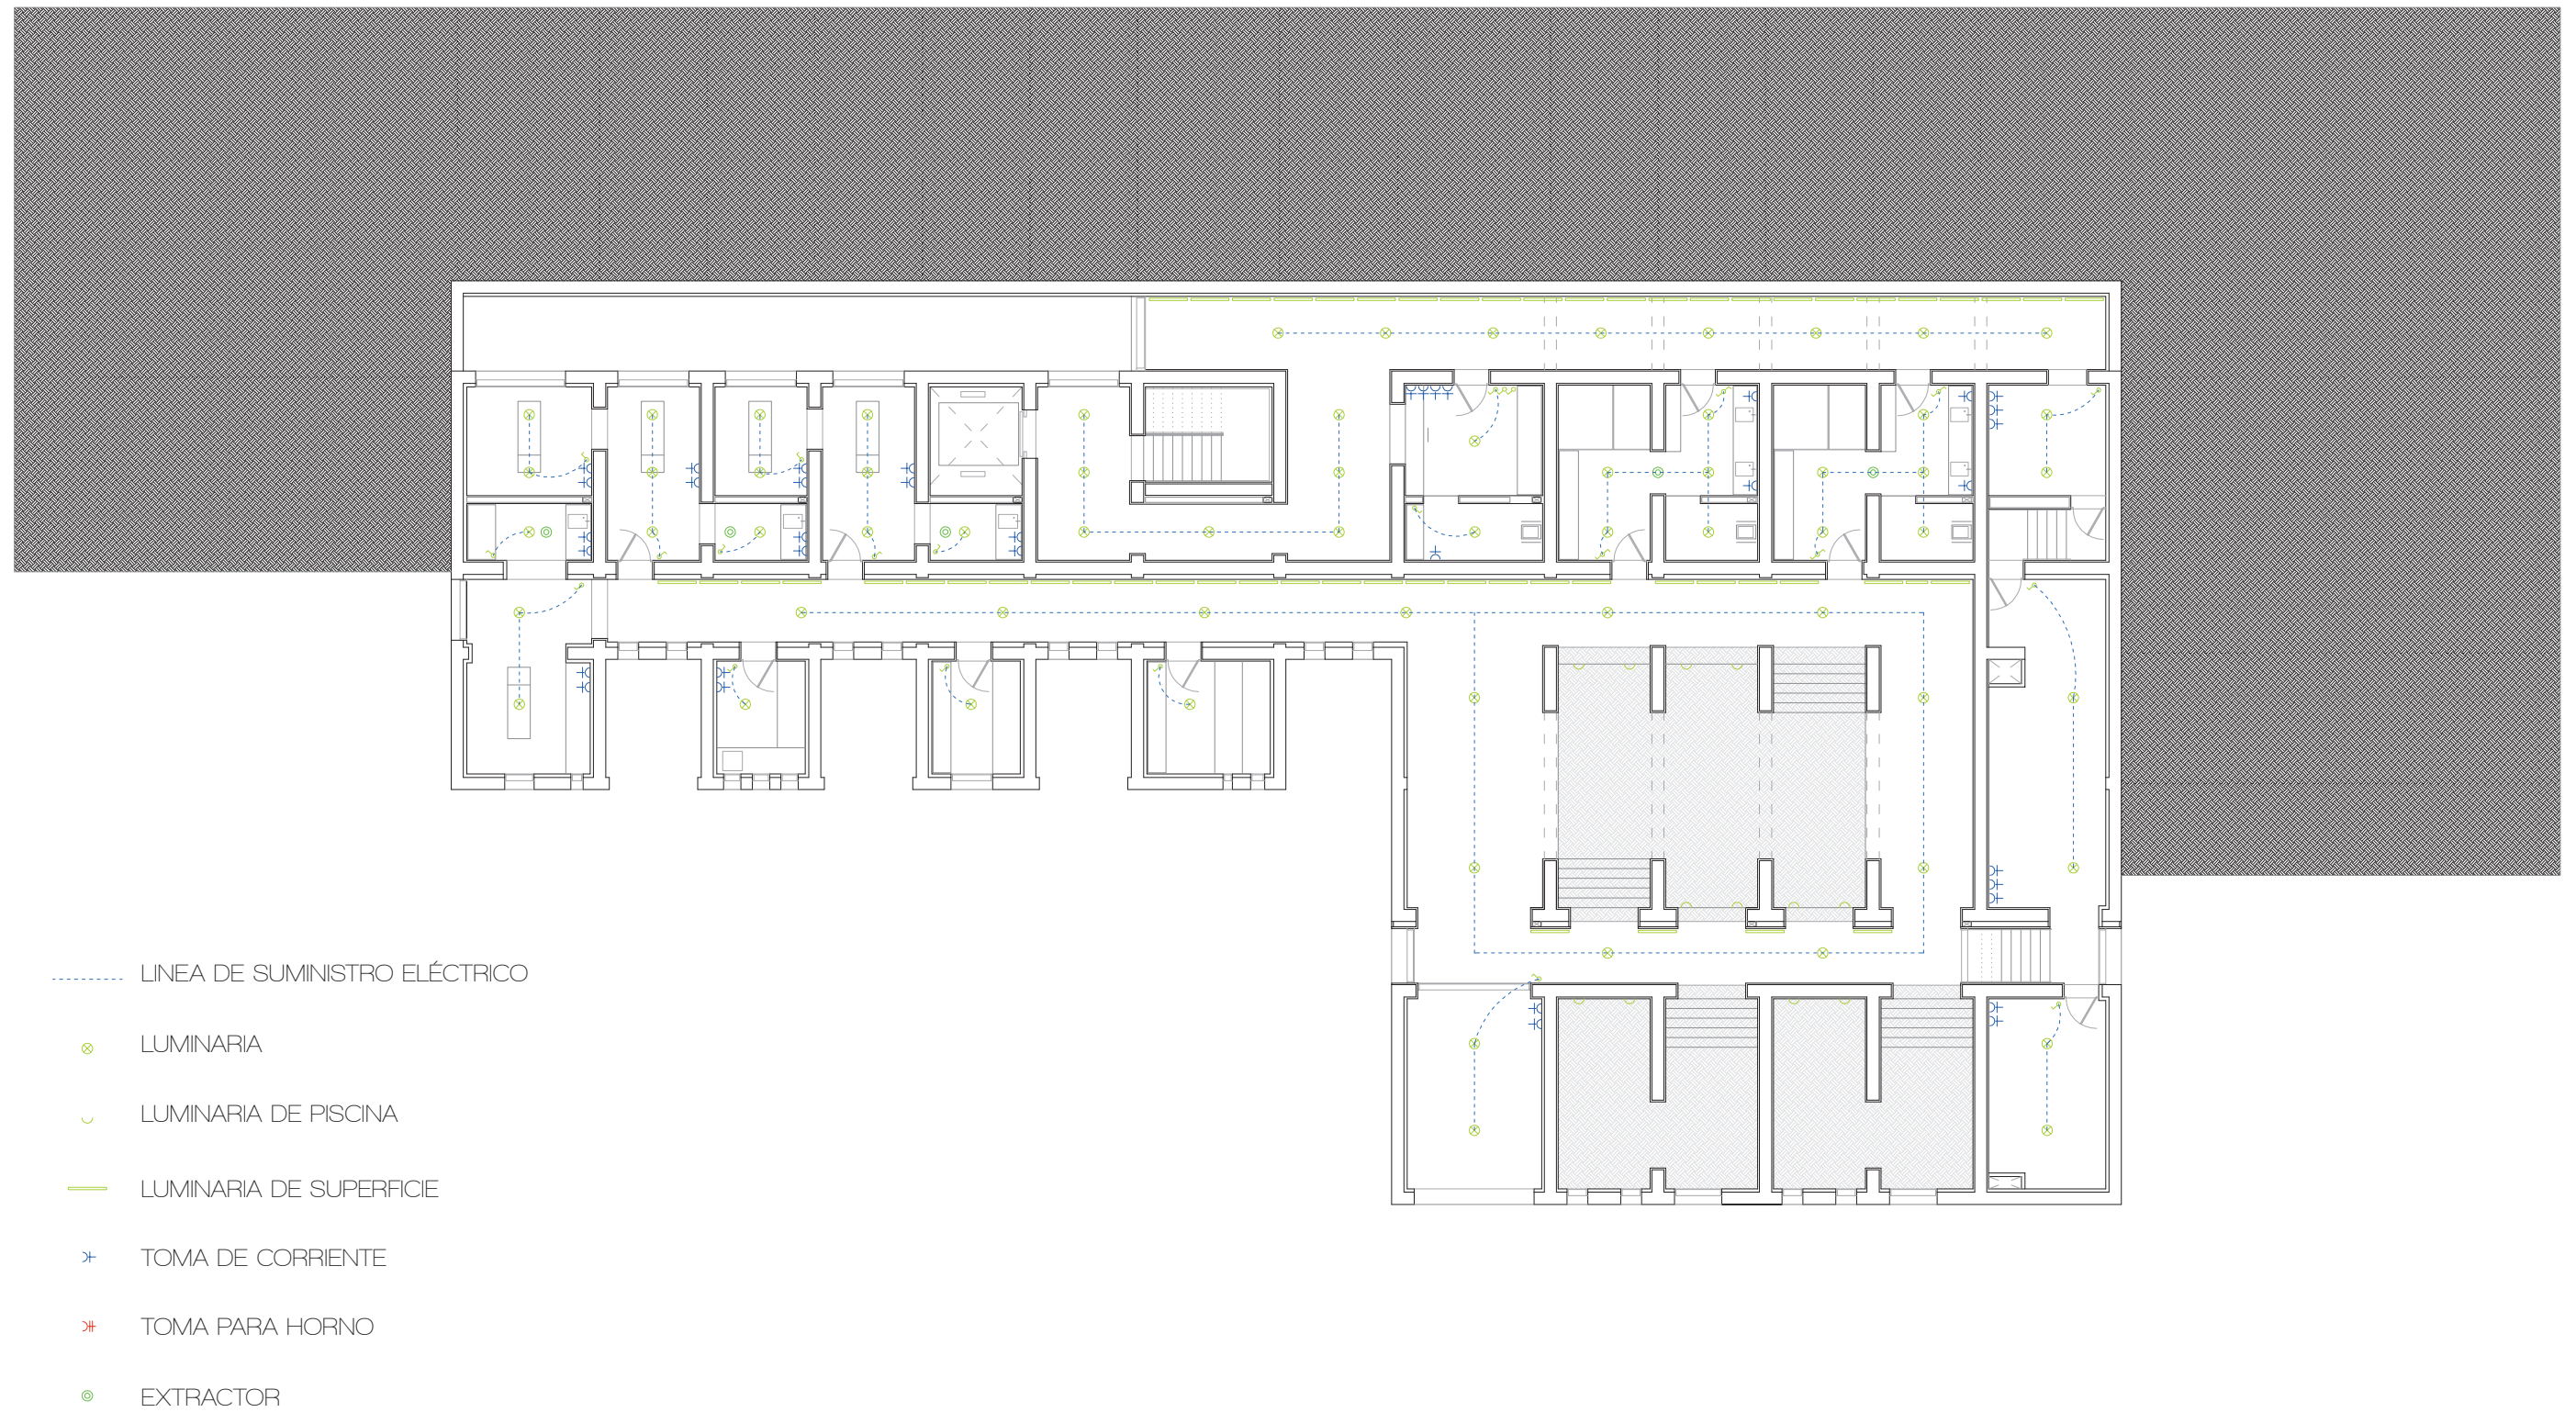 LINEA DE SUMINISTRO ELÉCTRICO
LUMINARIA
LUMINARIA DE PISCINA
LUMINARIA DE SUPERFICIE
TOMA DE CORRIENTE
TOMA PARA HORNO
EXTRACTOR